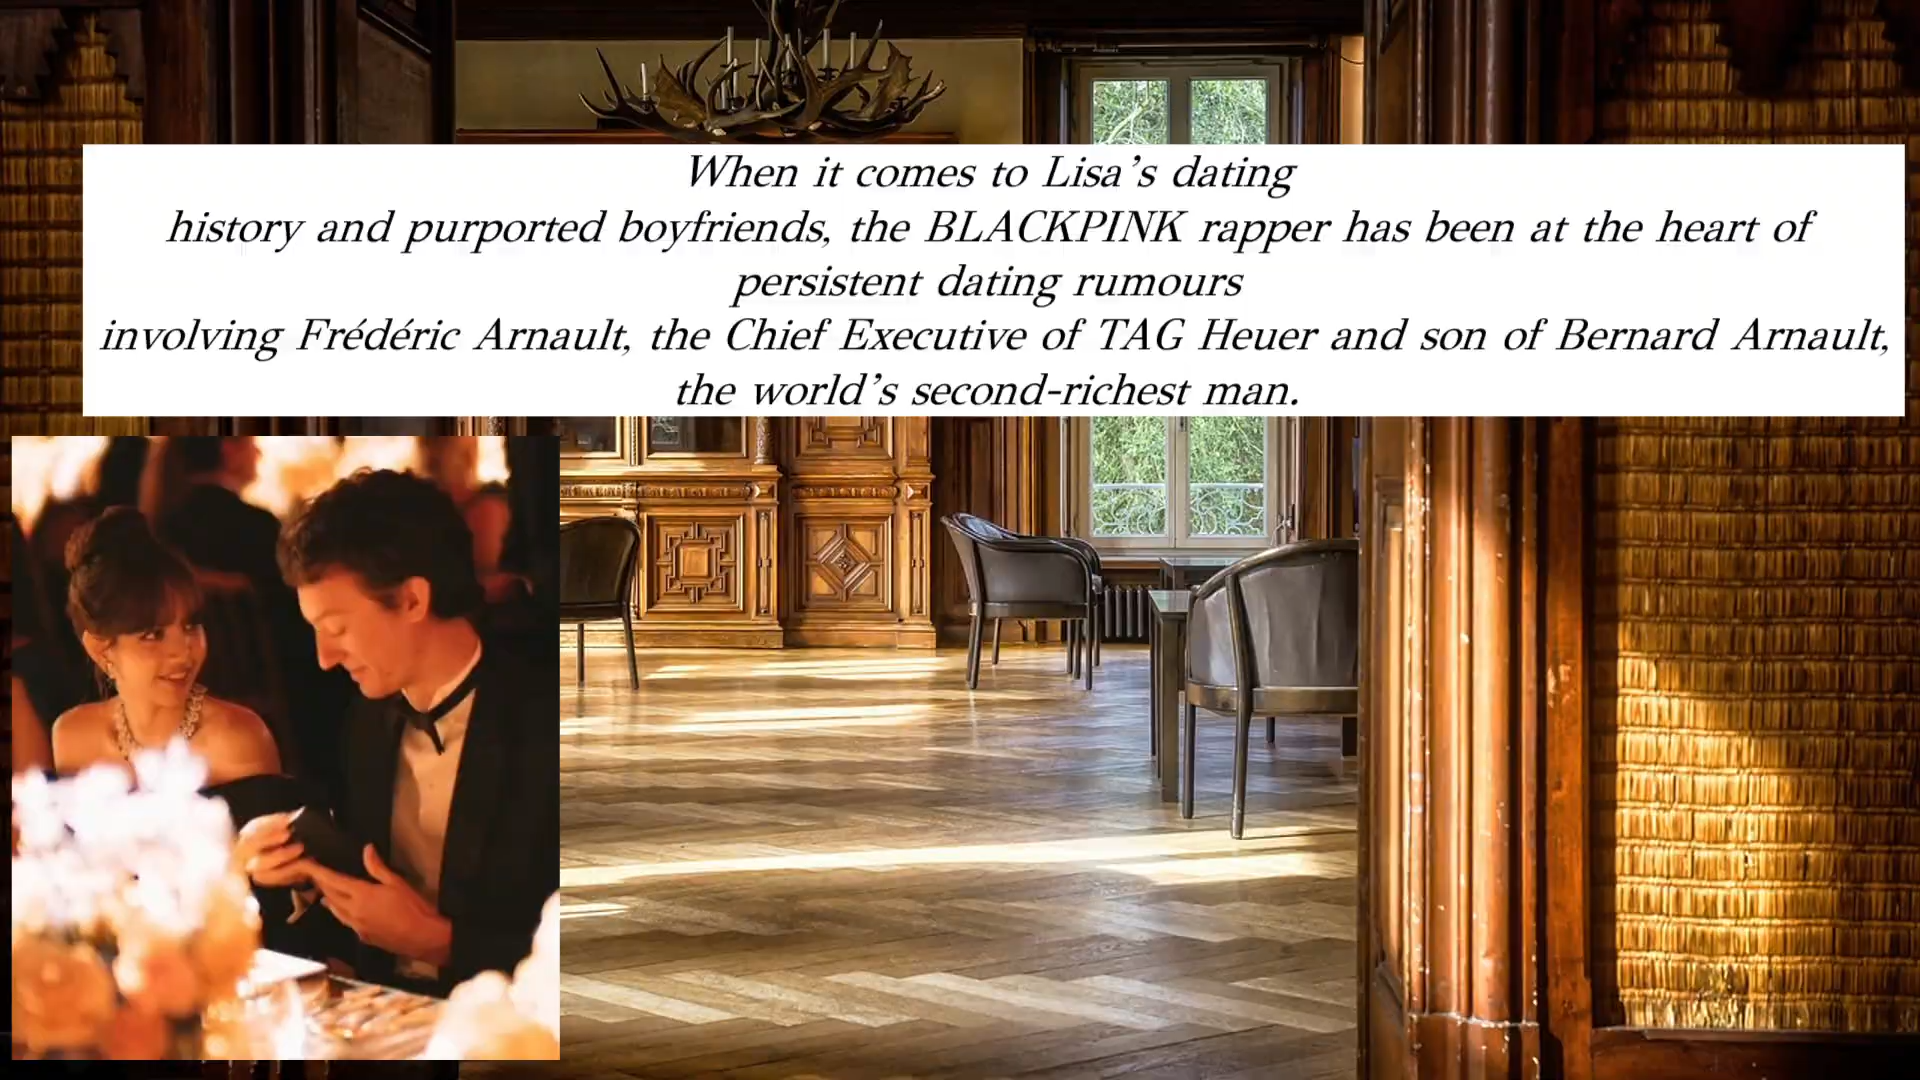 When it comes to Lisa’s dating
history and purported boyfriends, the BLACKPINK rapper has been at the heart of
persistent dating rumours
involving Frédéric Arnault, the Chief Executive of TAG Heuer and son of Bernard Arnault,
the world’s second-richest man.